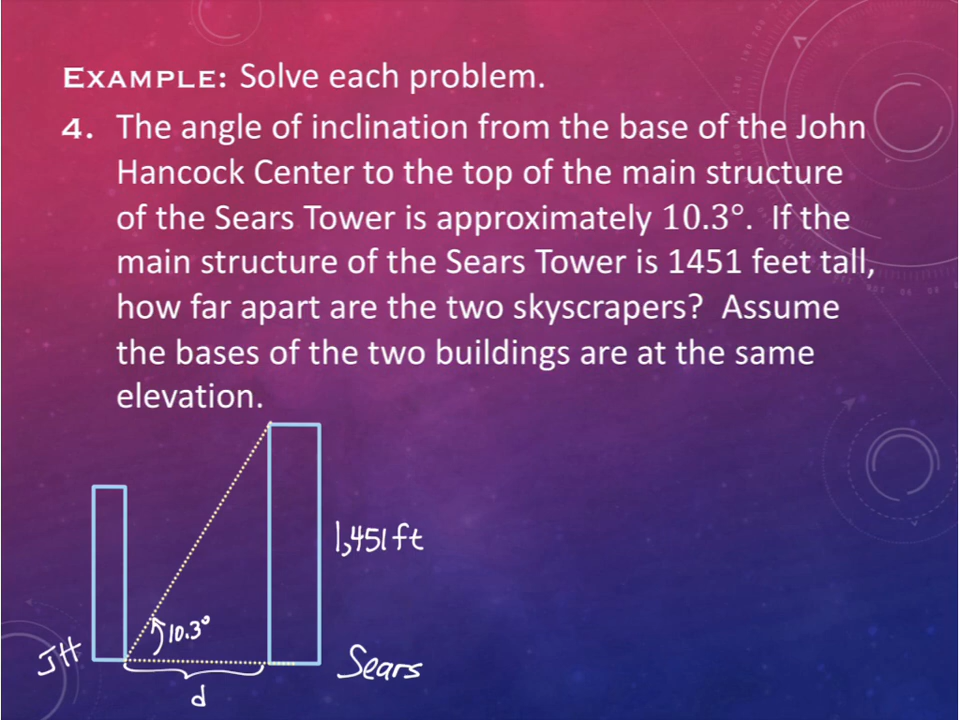 EXAMPLE: Solve each problem.
4. The angle of inclination from the base of the John
Hancock Center to the top of the main structure
of the Sears Tower is approximately 10.3°. If the
main structure of the Sears Tower is 1451 feet tall,
how far apart are the two skyscrapers? Assume
the bases of the two buildings are at the same
elevation.
1,451 ft
10.3°
JH
Sears
d